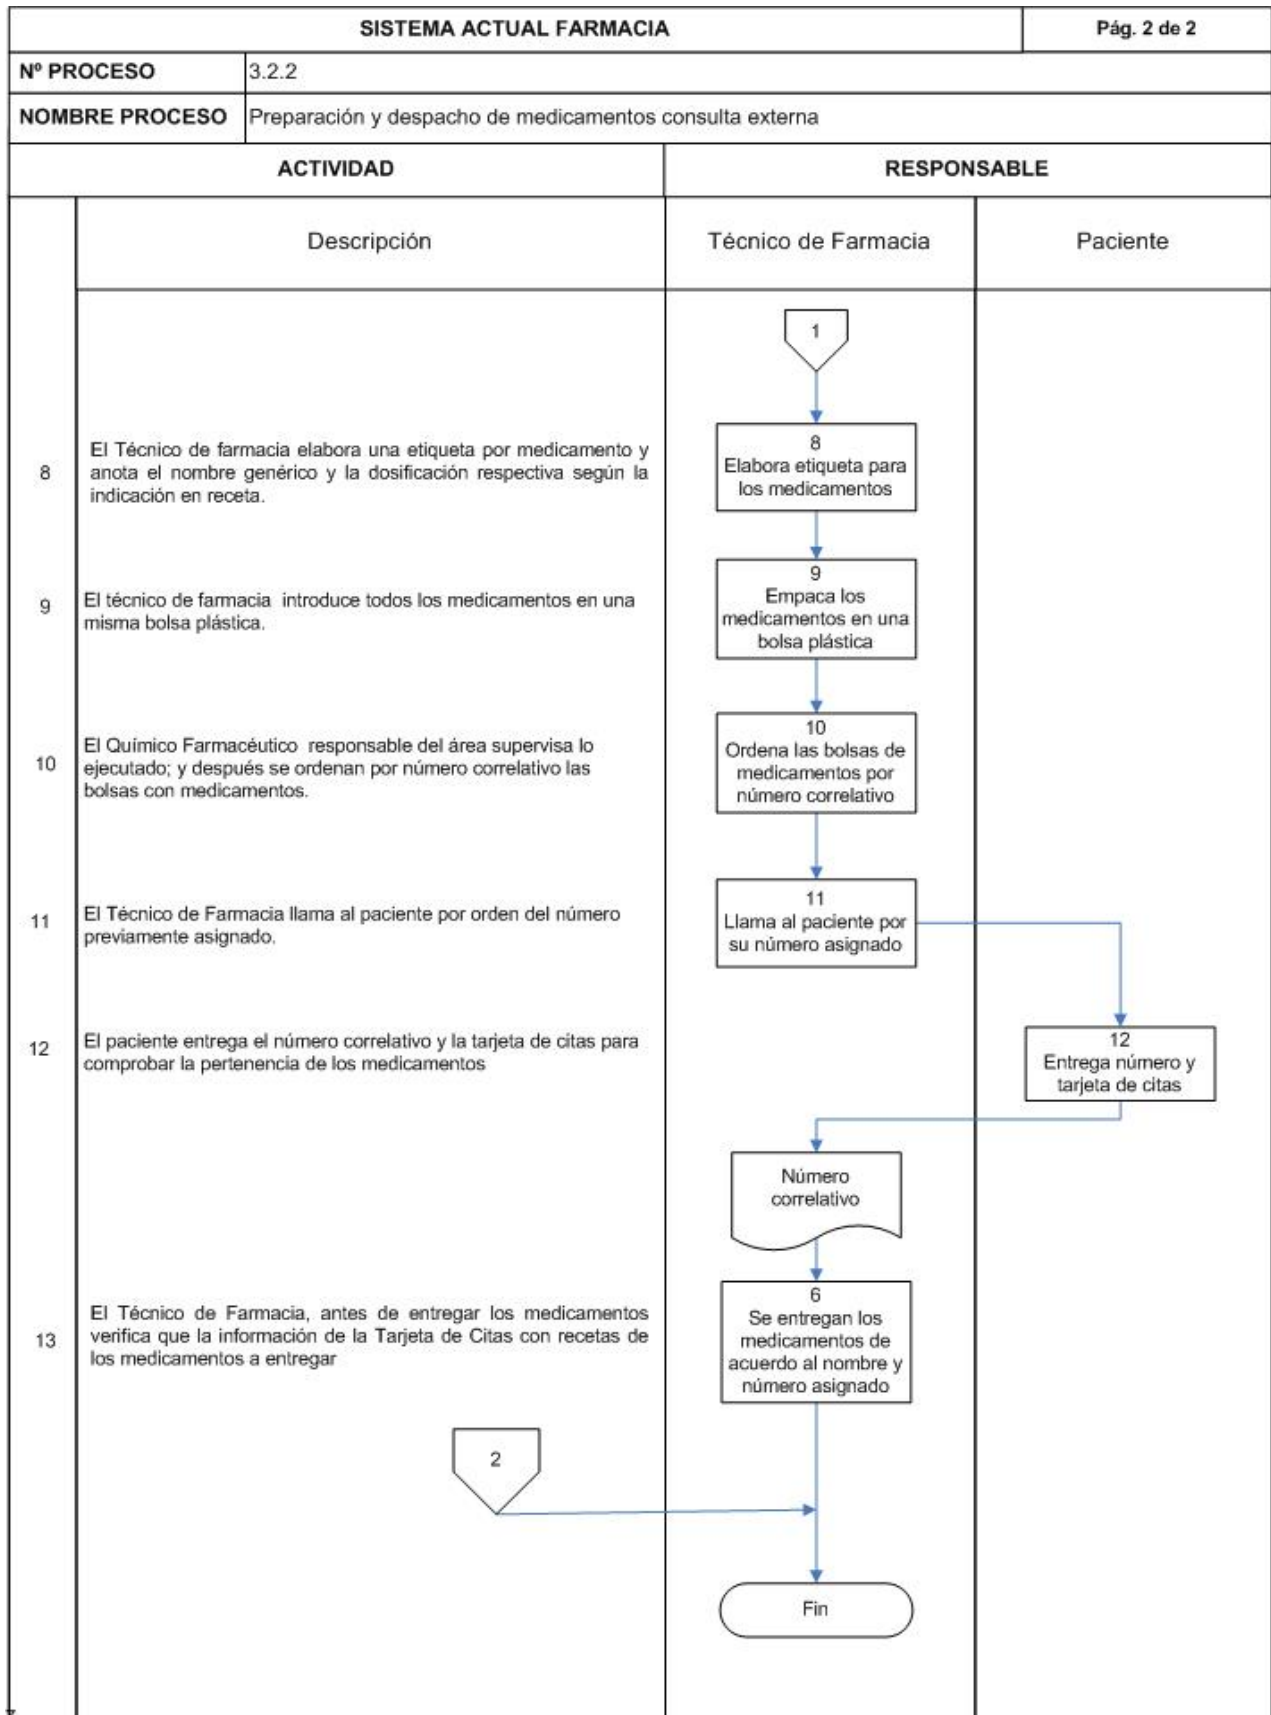 SISTEMA ACTUAL FARMACIA
Pág. 2 de 2
Nº PROCESO
3.2.2
NOMBRE PROCESO
Preparación y despacho de medicamentos consulta externa
ACTIVIDAD
RESPONSABLE
Descripción
Técnico de Farmacia
Paciente
1
8
El Técnico de farmacia elabora una etiqueta por medicamento y
anota el nombre genérico y la dosificación respectiva según la
indicación en receta.
8
Elabora etiqueta para
los medicamentos
9
El técnico de farmacia introduce todos los medicamentos en una
misma bolsa plástica.
9
Empaca los
medicamentos en una
bolsa plástica
10
El Químico Farmacéutico responsable del área supervisa lo
ejecutado; y después se ordenan por número correlativo las
bolsas con medicamentos.
10
Ordena las bolsas de
medicamentos por
número correlativo
11
El Técnico de Farmacia llama al paciente por orden del número
previamente asignado.
11
Llama al paciente por
su número asignado
12
El paciente entrega el número correlativo y la tarjeta de citas para
comprobar la pertenencia de los medicamentos
12
Entrega número y
tarjeta de citas
Número
correlativo
13
El Técnico de Farmacia, antes de entregar los medicamentos
verifica que la información de la Tarjeta de Citas con recetas de
los medicamentos a entregar
6
Se entregan los
medicamentos de
acuerdo al nombre y
número asignado
2
Fin